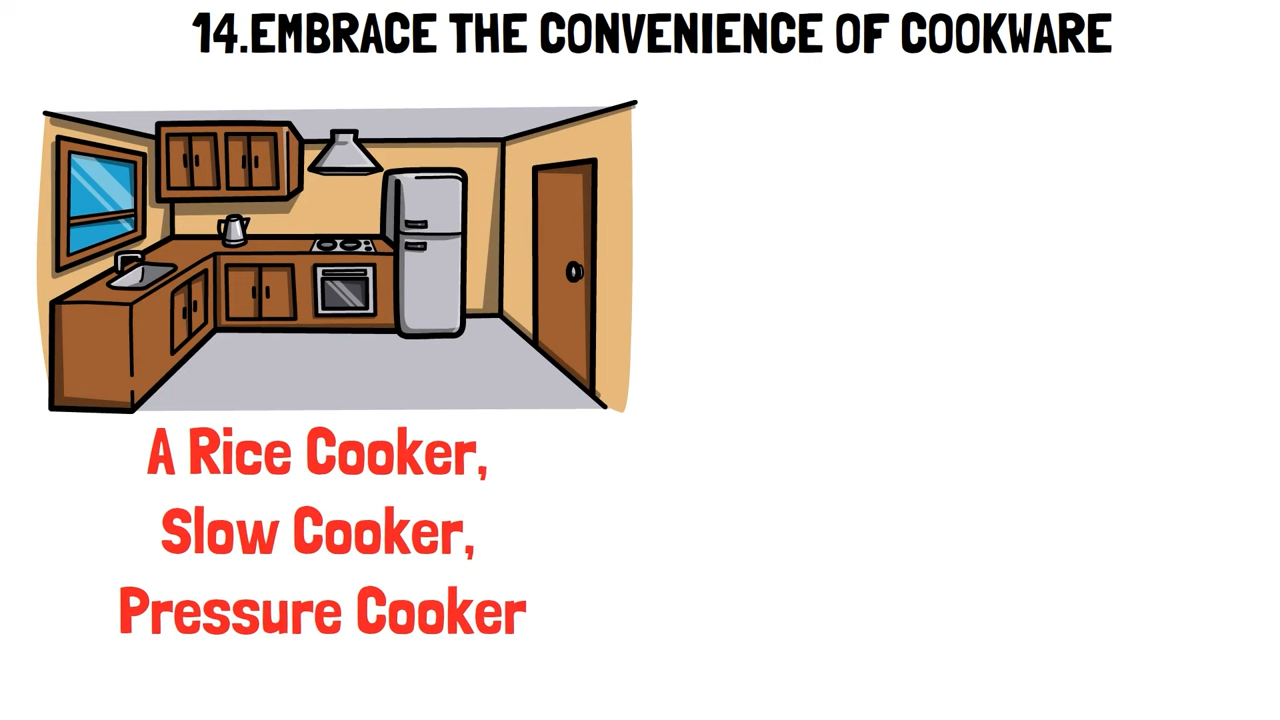 14.EMBRACE THE CONVENIENCE OF COOKWARE
A Rice Cooker,
Slow Cooker,
Pressure Cooker